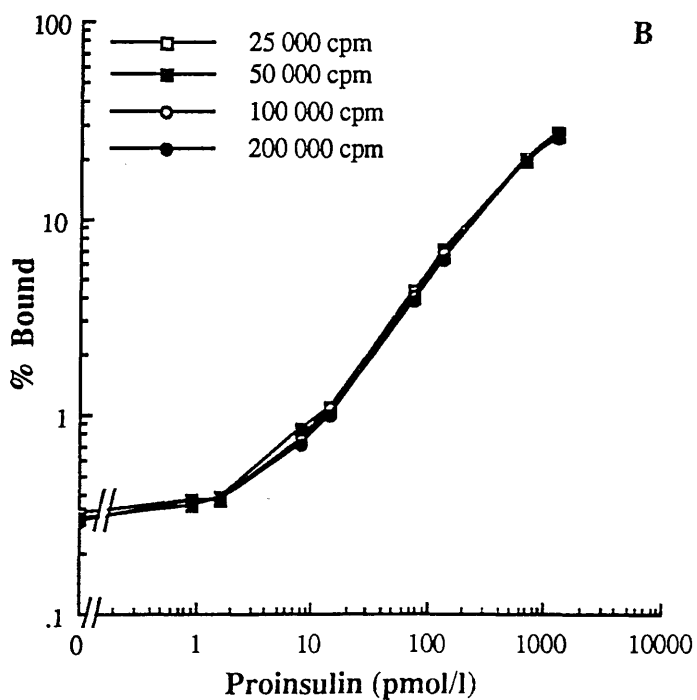 B
100
25 000 cpm
50 000 cpm
100 000 cpm
200 000 cpm
10
% Bound
1
.1
0 1 10 100 1000 10000
Proinsulin (pmol/l)